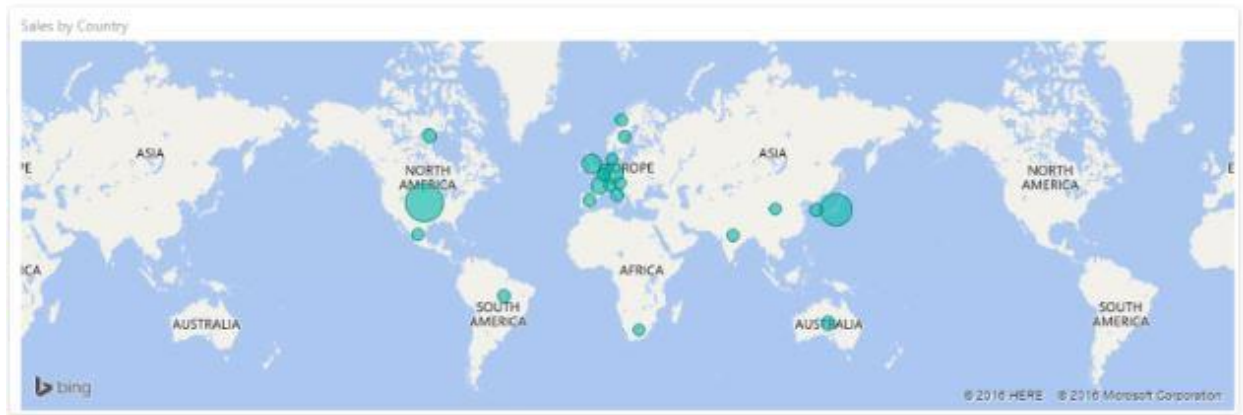 Sales by Country
ASIA
NORTH
AMERICA
EUROPE
ASIA
NORTH
AMERICA
E
AFRICA
SOUTH
AMERICA
AUSTRALIA
AUSTRALIA
SOUTH
AMERICA
bing
© 2016 HERE © 2016 Microsoft Corporation